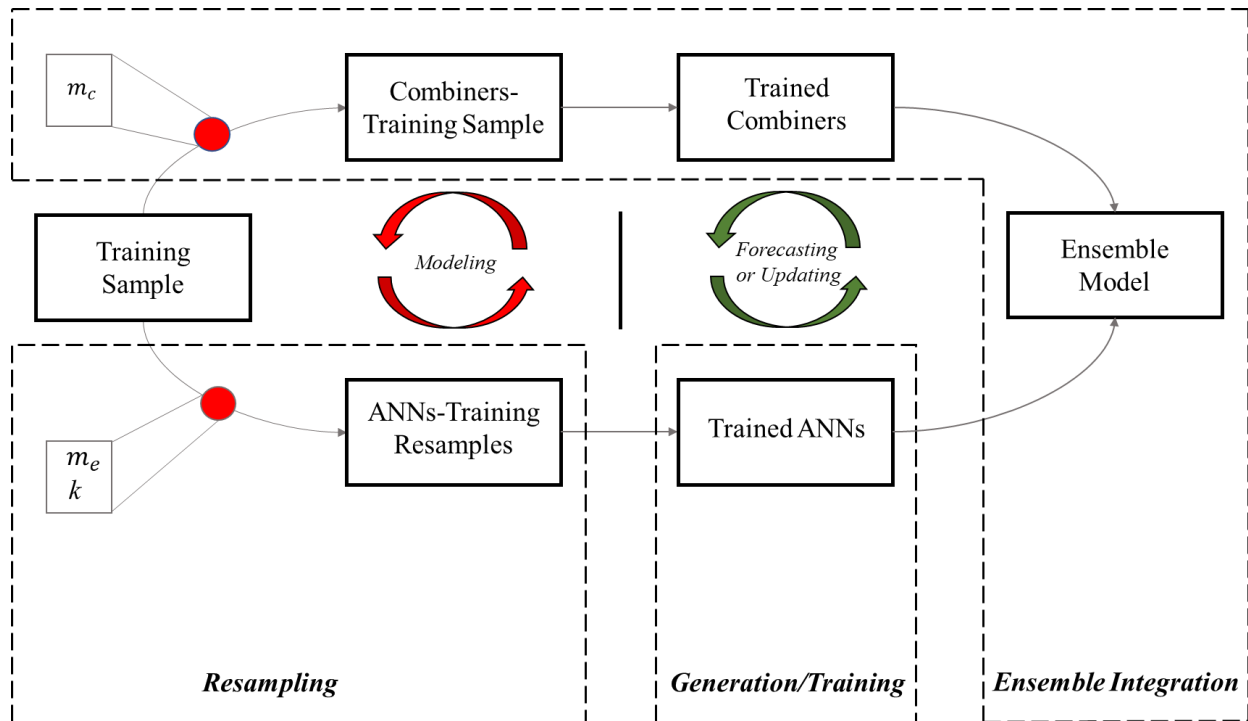 m_c
Combiners-
Training Sample
Trained
Combiners
Training
Sample
Modeling
Forecasting
or Updating
Ensemble
Model
m_e
k
ANNs-Training
Resamples
Trained ANNs
Resampling
Generation/Training
Ensemble Integration